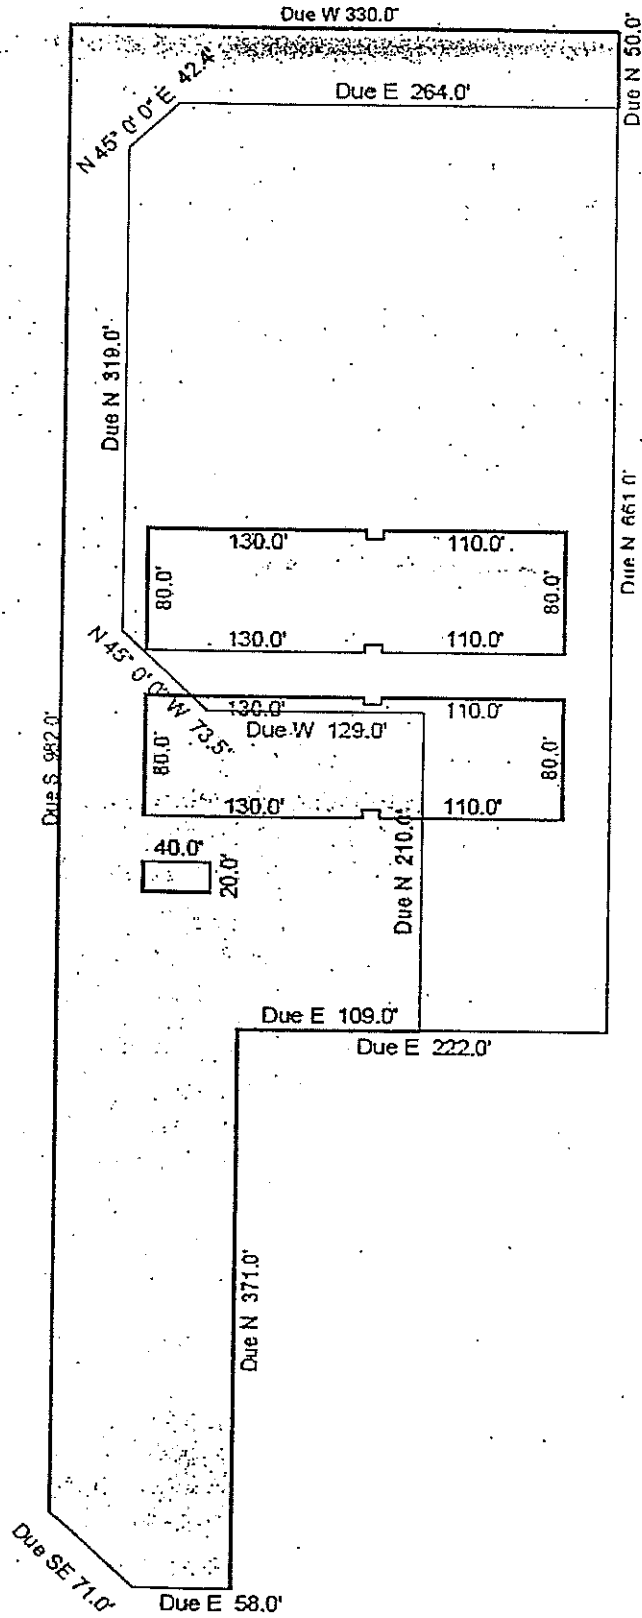 Due W 330.0'
Due N 50.0'
N 45° 0' 0" E 42.4'
Due E 264.0'
Due N 319.0'
Due N 661.0'
130.0'
110.0'
80.0'
80.0'
130.0'
110.0'
N 45° 0' 0" W 73.5'
130.0'
110.0'
Due W 129.0'
Due S 982.0'
80.0'
80.0'
130.0'
110.0'
40.0'
20.0'
Due N 210.0'
Due E 109.0'
Due E 222.0'
Due N 371.0'
Due SE 71.0'
Due E 58.0'